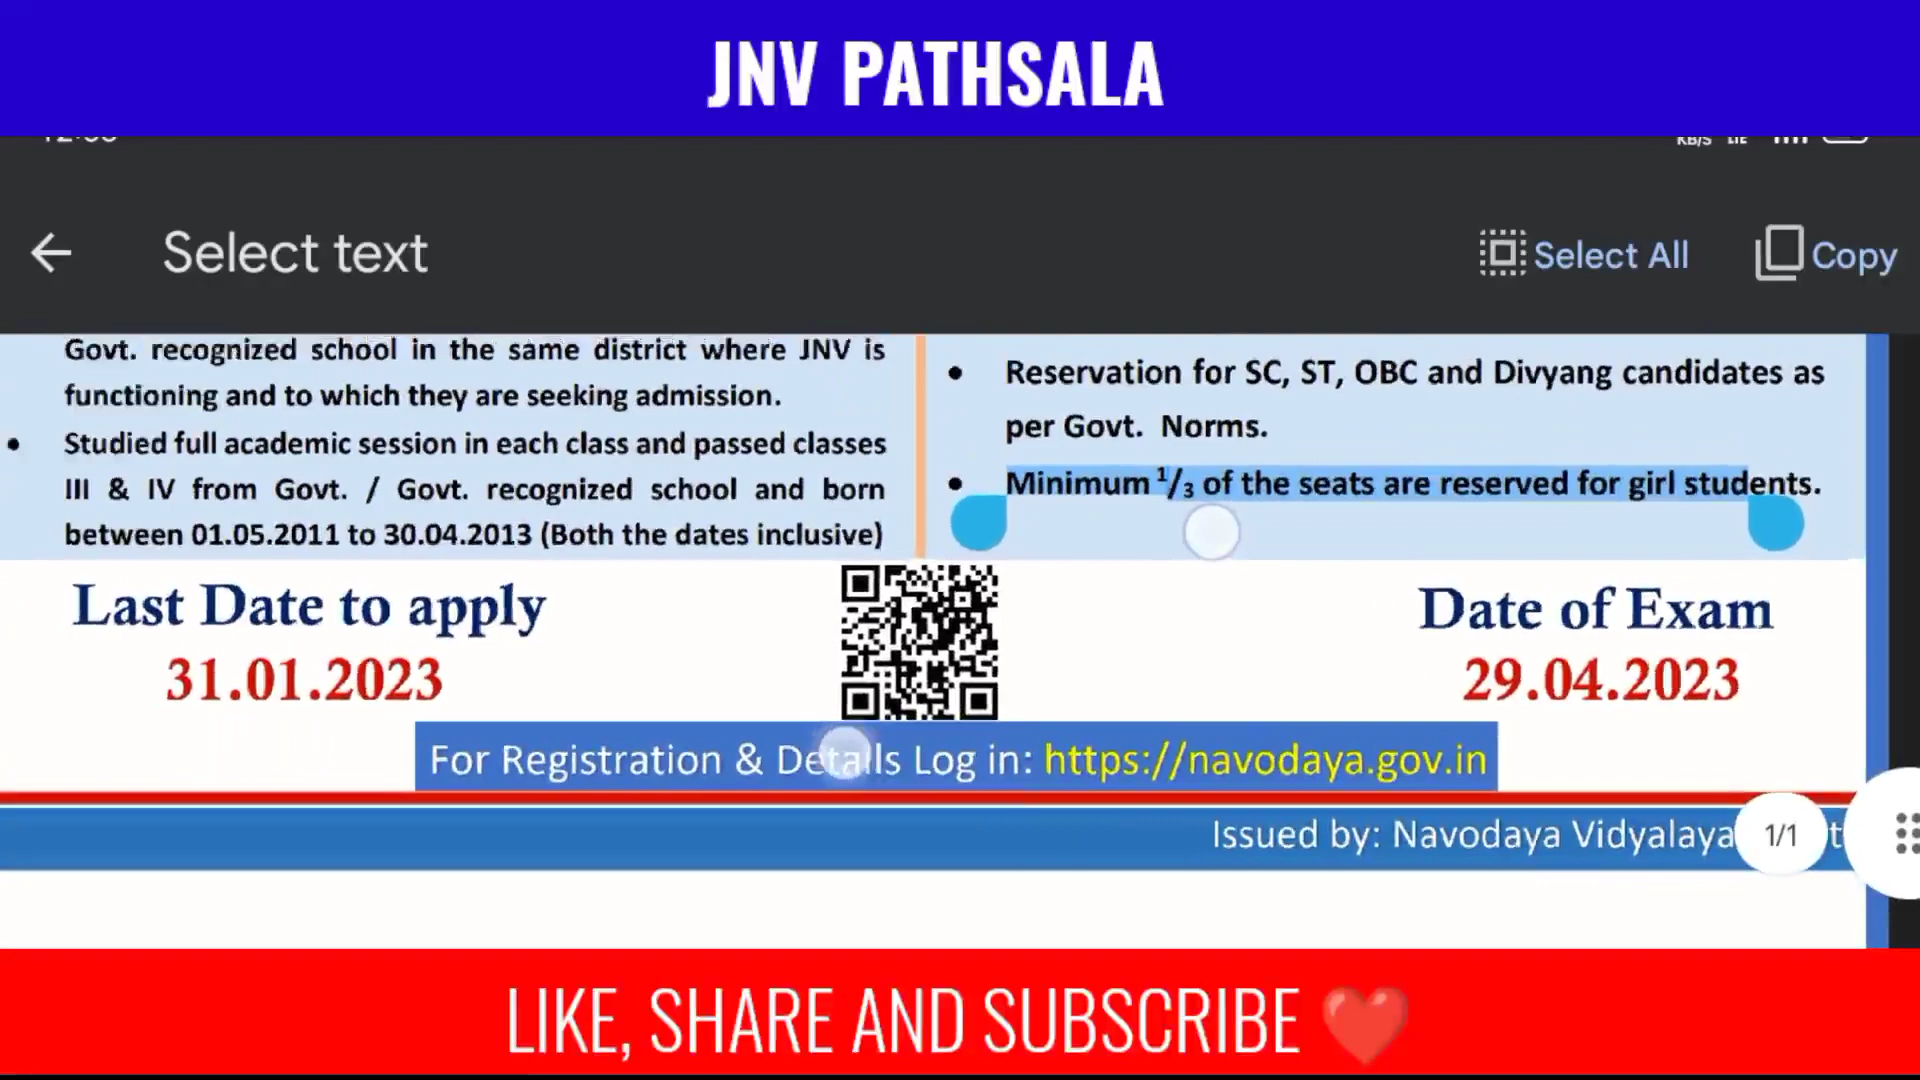 JNV PATHSALA
KB/S LTE
Select text
Select All
Copy
Govt. recognized school in the same district where JNV is
functioning and to which they are seeking admission.
• Studied full academic session in each class and passed classes
III & IV from Govt. / Govt. recognized school and born
between 01.05.2011 to 30.04.2013 (Both the dates inclusive)
• Reservation for SC, ST, OBC and Divyang candidates as
per Govt. Norms.
• Minimum 1/3 of the seats are reserved for girl students.
Last Date to apply
31.01.2023
Date of Exam
29.04.2023
For Registration & Details Log in: https://navodaya.gov.in
Issued by: Navodaya Vidyalaya
1/1
LIKE, SHARE AND SUBSCRIBE ❤️